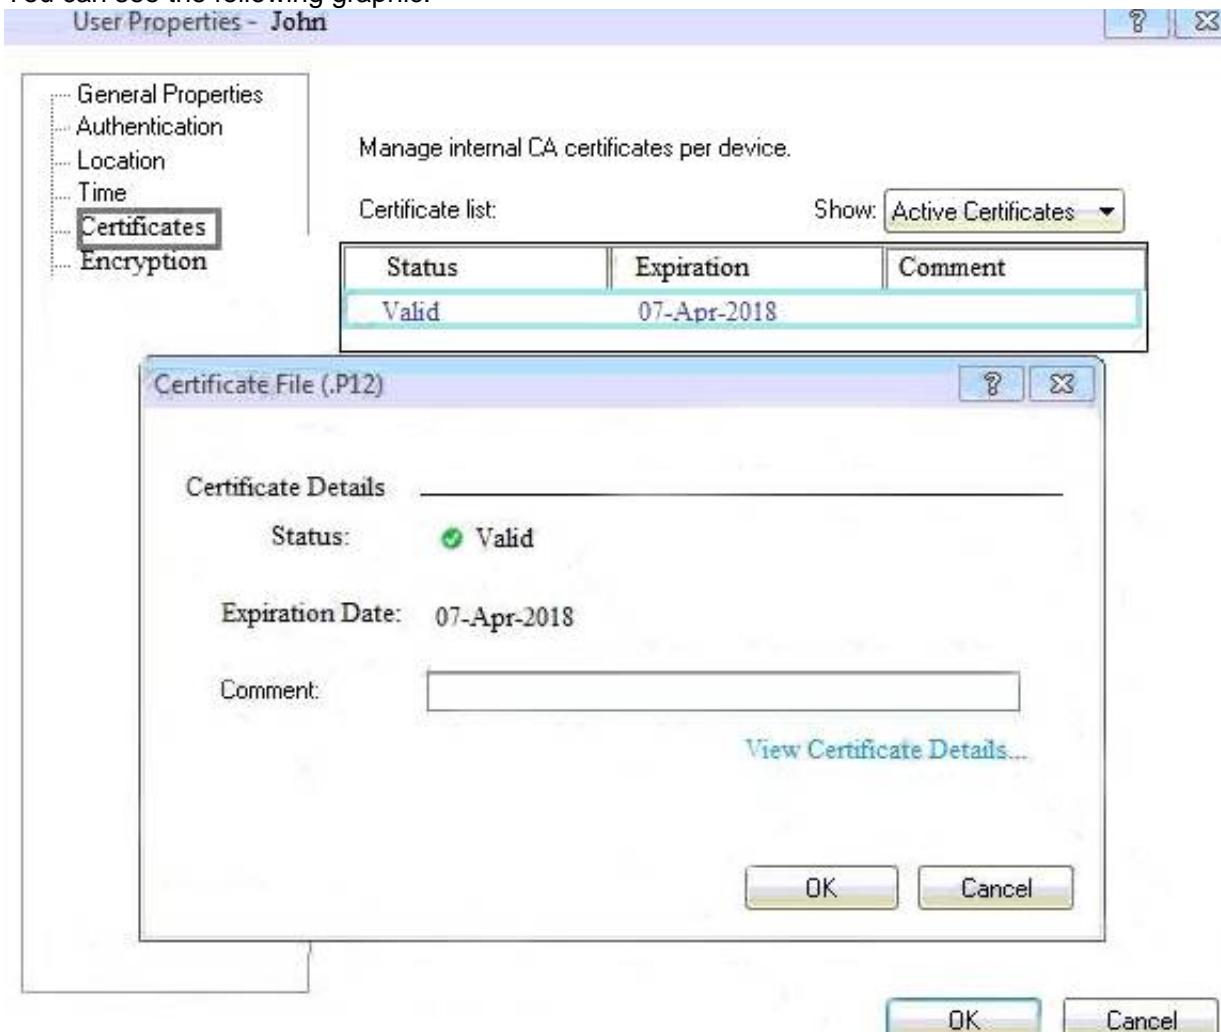 You can see the following graphic.
User Properties - John
General Properties
Authentication
Location
Time
Certificates
Encryption
Manage internal CA certificates per device.
Certificate list:
Show: Active Certificates
Status Expiration Comment
Valid 07-Apr-2018
Certificate File (.P12)
Certificate Details
Status: Valid
Expiration Date: 07-Apr-2018
Comment:
View Certificate Details...
OK Cancel
OK Cancel